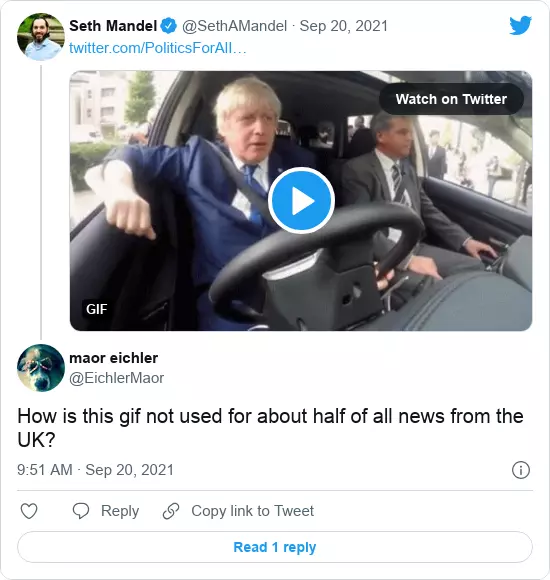 Seth Mandel @SethAMandel · Sep 20, 2021
twitter.com/PoliticsForAll…
Watch on Twitter
GIF
maor eichler
@EichlerMaor
How is this gif not used for about half of all news from the
UK?
9:51 AM · Sep 20, 2021
Reply
Copy link to Tweet
Read 1 reply